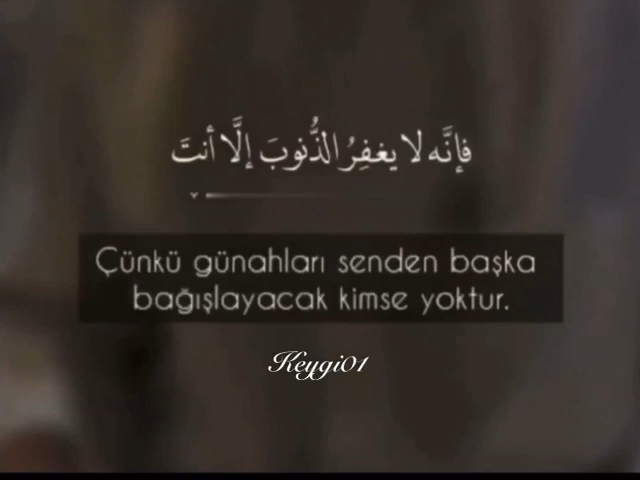 فإنَّه لا يغفِرُ الذُّنوبَ إلَّا أنتَ
Çünkü günahları senden başka
bağışlayacak kimse yoktur.
Keygi01